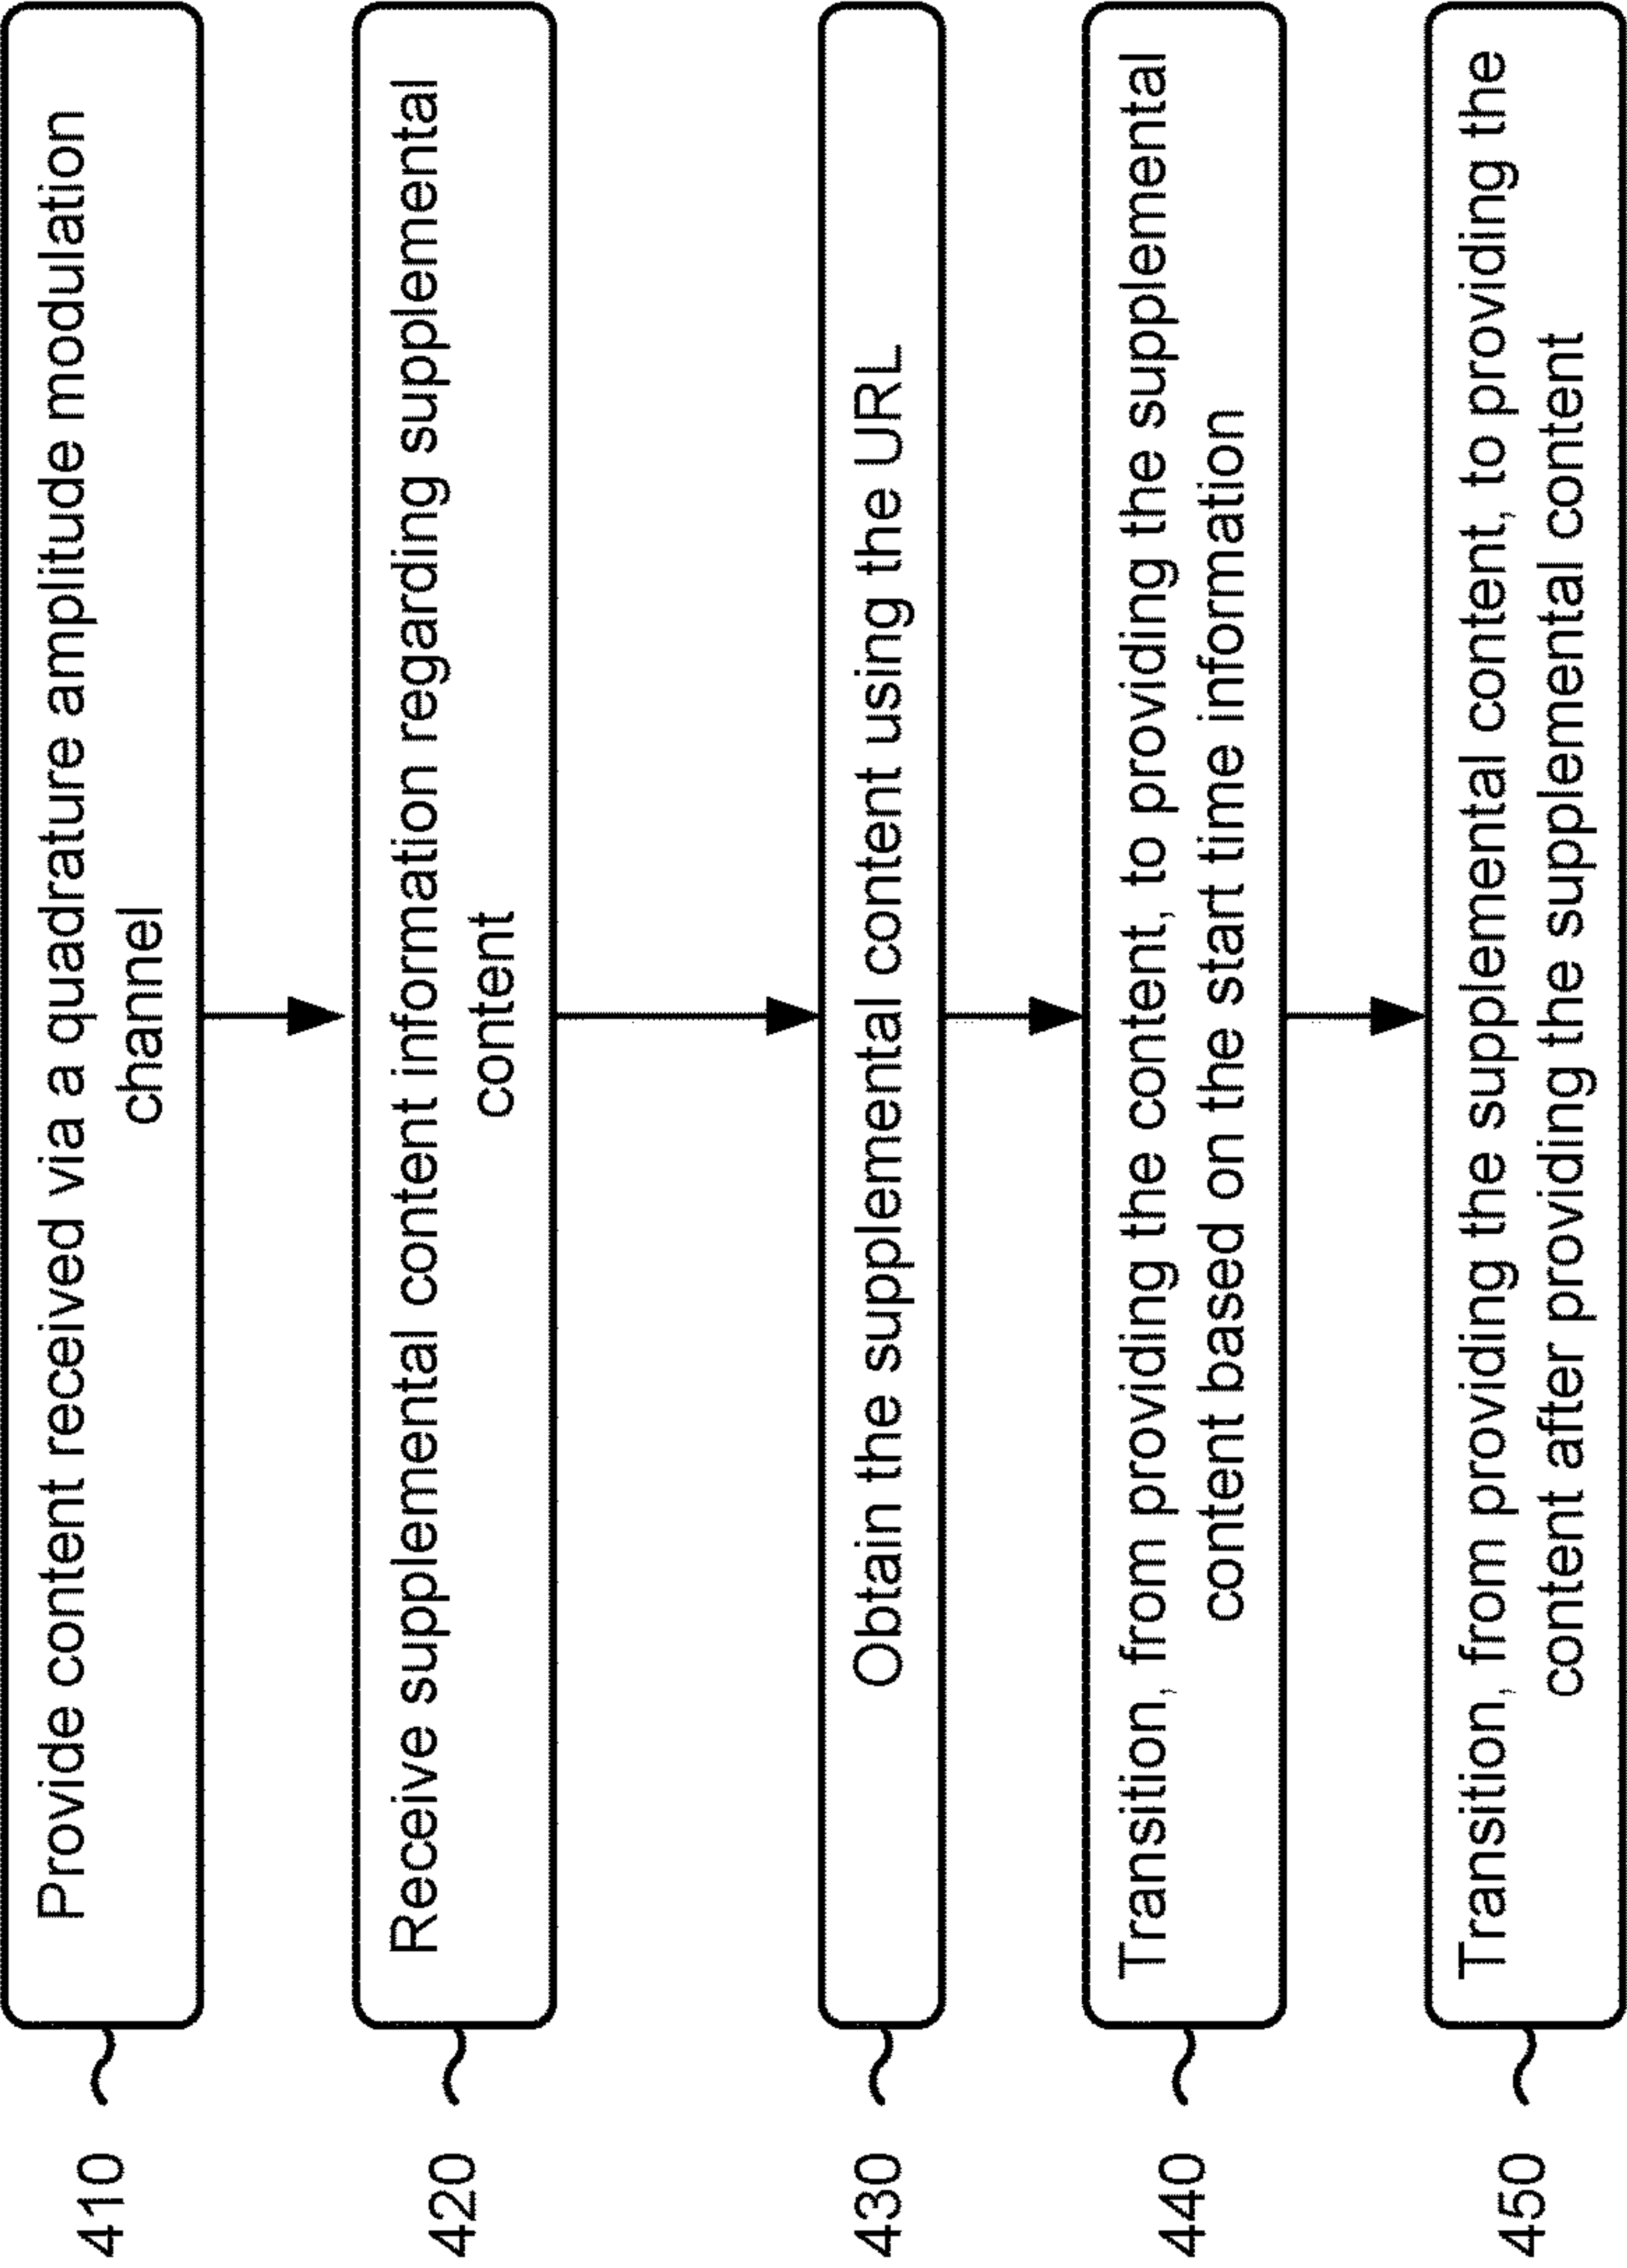 410
Provide content received via a quadrature amplitude modulation
channel
420
Receive supplemental content information regarding supplemental
content
430
Obtain the supplemental content using the URL
440
Transition, from providing the content, to providing the supplemental
content based on the start time information
450
Transition, from providing the supplemental content, to providing the
content after providing the supplemental content